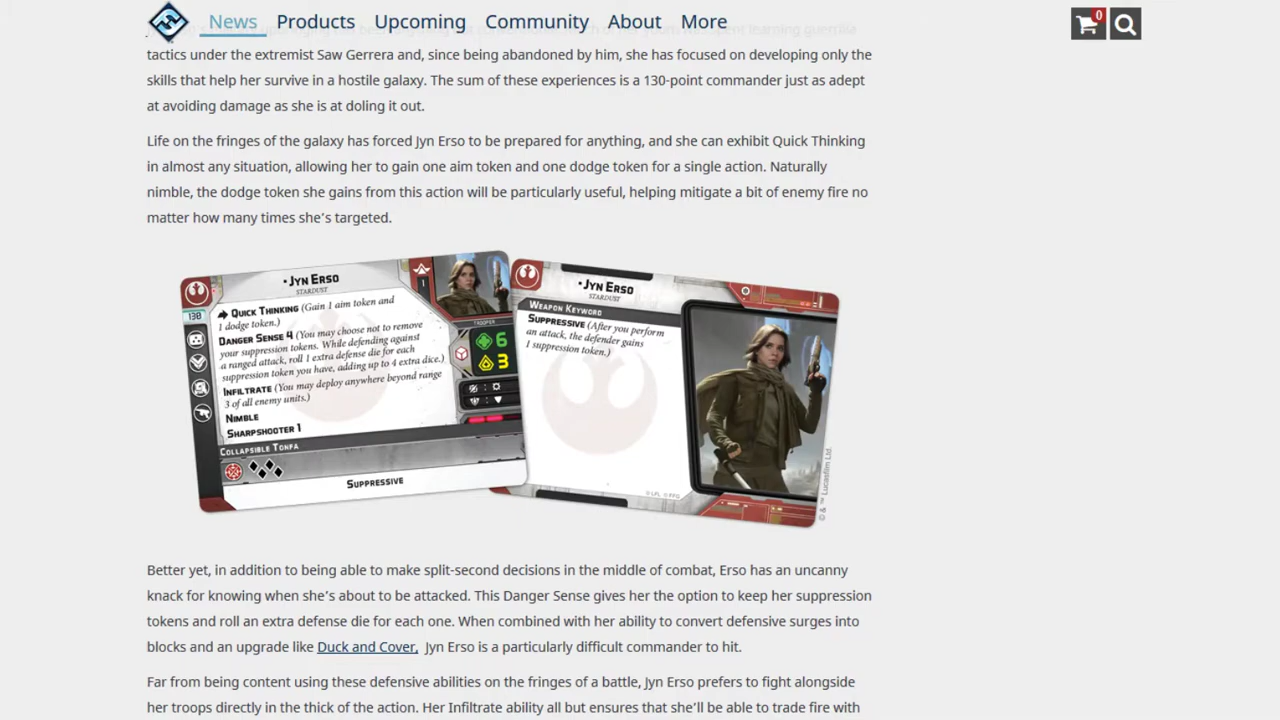 News Products Upcoming Community About More
0
tactics under the extremist Saw Gerrera and, since being abandoned by him, she has focused on developing only the
skills that help her survive in a hostile galaxy. The sum of these experiences is a 130-point commander just as adept
at avoiding damage as she is at doling it out.
Life on the fringes of the galaxy has forced Jyn Erso to be prepared for anything, and she can exhibit Quick Thinking
in almost any situation, allowing her to gain one aim token and one dodge token for a single action. Naturally
nimble, the dodge token she gains from this action will be particularly useful, helping mitigate a bit of enemy fire no
matter how many times she's targeted.
• Jyn Erso
Stardust
1
130
Quick Thinking (Gain 1 aim token and
1 dodge token.)
Danger Sense 4 (You may choose not to remove
your suppression tokens. While defending against
a ranged attack, roll 1 extra defense die for each
suppression token you have, adding up to 4 extra dice.)
Infiltrate (You may deploy anywhere beyond range
3 of all enemy units.)
Nimble
Sharpshooter 1
Trooper
6
3
Collapsible Tonfa
Suppressive
• Jyn Erso
Stardust
Weapon Keyword
Suppressive (After you perform
an attack, the defender gains
1 suppression token.)
© LFL © FFG
© & ™ Lucasfilm Ltd.
Better yet, in addition to being able to make split-second decisions in the middle of combat, Erso has an uncanny
knack for knowing when she's about to be attacked. This Danger Sense gives her the option to keep her suppression
tokens and roll an extra defense die for each one. When combined with her ability to convert defensive surges into
blocks and an upgrade like Duck and Cover, Jyn Erso is a particularly difficult commander to hit.
Far from being content using these defensive abilities on the fringes of a battle, Jyn Erso prefers to fight alongside
her troops directly in the thick of the action. Her Infiltrate ability all but ensures that she'll be able to trade fire with